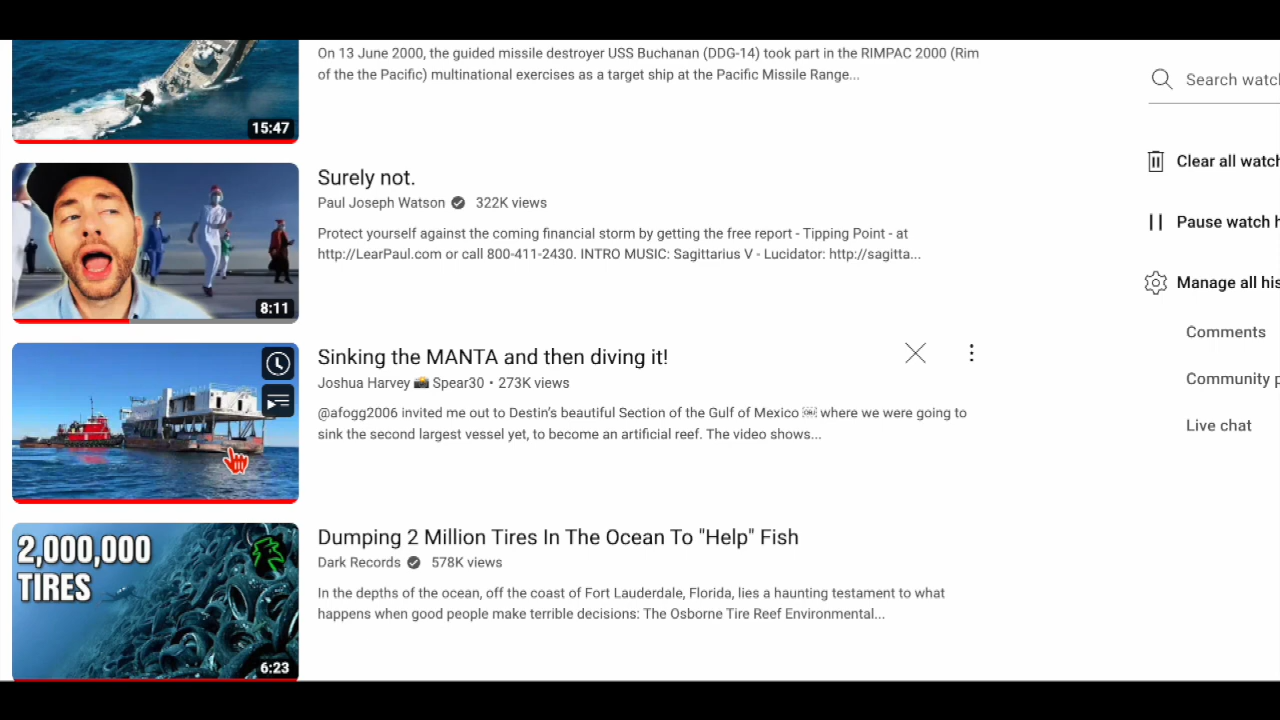 On 13 June 2000, the guided missile destroyer USS Buchanan (DDG-14) took part in the RIMPAC 2000 (Rim
of the the Pacific) multinational exercises as a target ship at the Pacific Missile Range...
15:47
Search watch
Clear all watch
Pause watch h
Manage all his
Comments
Community p
Live chat
Surely not.
Paul Joseph Watson 322K views
Protect yourself against the coming financial storm by getting the free report - Tipping Point - at
http://LearPaul.com or call 800-411-2430. INTRO MUSIC: Sagittarius V - Lucidator: http://sagitta...
8:11
Sinking the MANTA and then diving it!
Joshua Harvey 📸 Spear30 • 273K views
@afogg2006 invited me out to Destin’s beautiful Section of the Gulf of Mexico ￼ where we were going to
sink the second largest vessel yet, to become an artificial reef. The video shows...
2,000,000
TIRES
6:23
Dumping 2 Million Tires In The Ocean To "Help" Fish
Dark Records 578K views
In the depths of the ocean, off the coast of Fort Lauderdale, Florida, lies a haunting testament to what
happens when good people make terrible decisions: The Osborne Tire Reef Environmental...